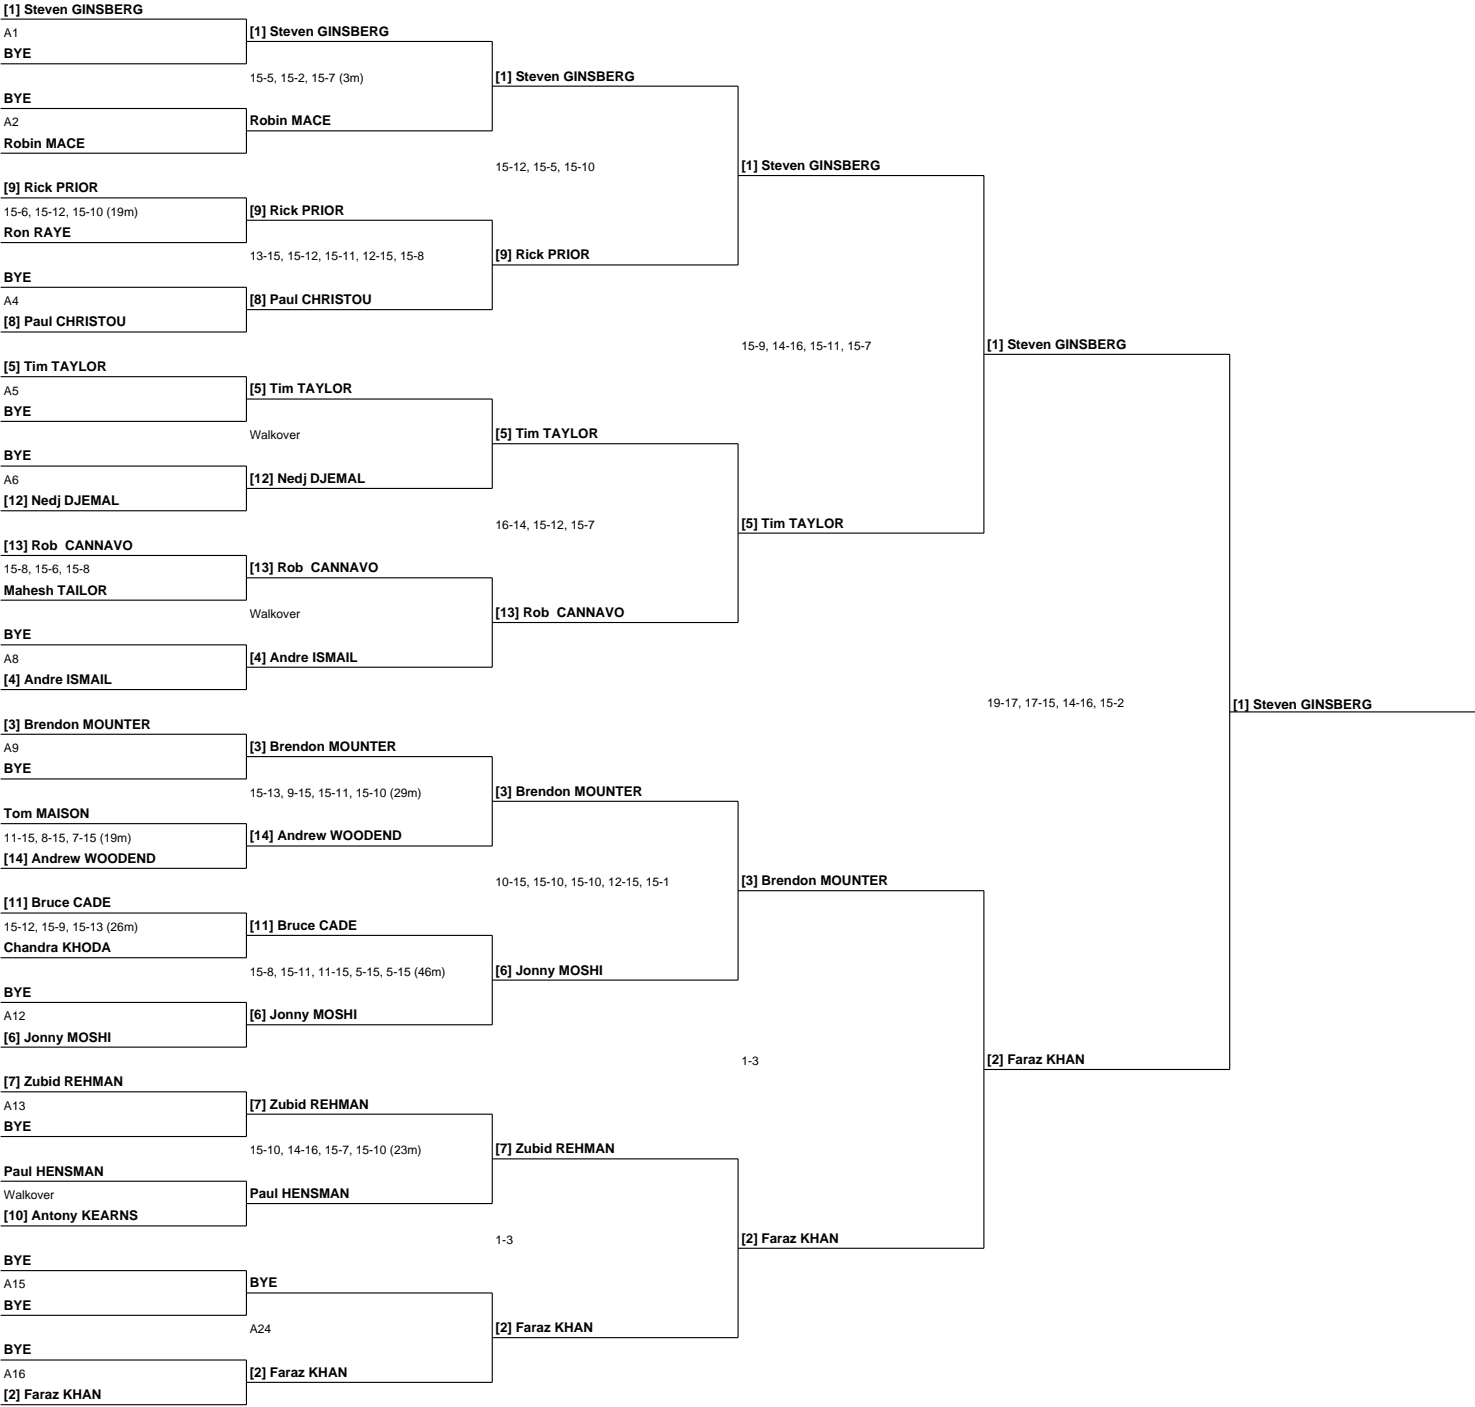 [1] Steven GINSBERG
A1
[1] Steven GINSBERG
BYE
15-5, 15-2, 15-7 (3m)
[1] Steven GINSBERG
BYE
A2
Robin MACE
Robin MACE
15-12, 15-5, 15-10
[1] Steven GINSBERG
[9] Rick PRIOR
15-6, 15-12, 15-10 (19m)
[9] Rick PRIOR
Ron RAYE
13-15, 15-12, 15-11, 12-15, 15-8
[9] Rick PRIOR
BYE
A4
[8] Paul CHRISTOU
[8] Paul CHRISTOU
15-9, 14-16, 15-11, 15-7
[1] Steven GINSBERG
[5] Tim TAYLOR
A5
[5] Tim TAYLOR
BYE
Walkover
[5] Tim TAYLOR
BYE
A6
[12] Nedj DJEMAL
[12] Nedj DJEMAL
16-14, 15-12, 15-7
[5] Tim TAYLOR
[13] Rob  CANNAVO
15-8, 15-6, 15-8
[13] Rob  CANNAVO
Mahesh TAILOR
Walkover
[13] Rob  CANNAVO
BYE
A8
[4] Andre ISMAIL
[4] Andre ISMAIL
19-17, 17-15, 14-16, 15-2
[1] Steven GINSBERG
[3] Brendon MOUNTER
A9
[3] Brendon MOUNTER
BYE
15-13, 9-15, 15-11, 15-10 (29m)
[3] Brendon MOUNTER
Tom MAISON
11-15, 8-15, 7-15 (19m)
[14] Andrew WOODEND
[14] Andrew WOODEND
10-15, 15-10, 15-10, 12-15, 15-1
[3] Brendon MOUNTER
[11] Bruce CADE
15-12, 15-9, 15-13 (26m)
[11] Bruce CADE
Chandra KHODA
15-8, 15-11, 11-15, 5-15, 5-15 (46m)
[6] Jonny MOSHI
BYE
A12
[6] Jonny MOSHI
[6] Jonny MOSHI
1-3
[2] Faraz KHAN
[7] Zubid REHMAN
A13
[7] Zubid REHMAN
BYE
15-10, 14-16, 15-7, 15-10 (23m)
[7] Zubid REHMAN
Paul HENSMAN
Walkover
Paul HENSMAN
[10] Antony KEARNS
1-3
[2] Faraz KHAN
BYE
A15
BYE
BYE
A24
[2] Faraz KHAN
BYE
A16
[2] Faraz KHAN
[2] Faraz KHAN